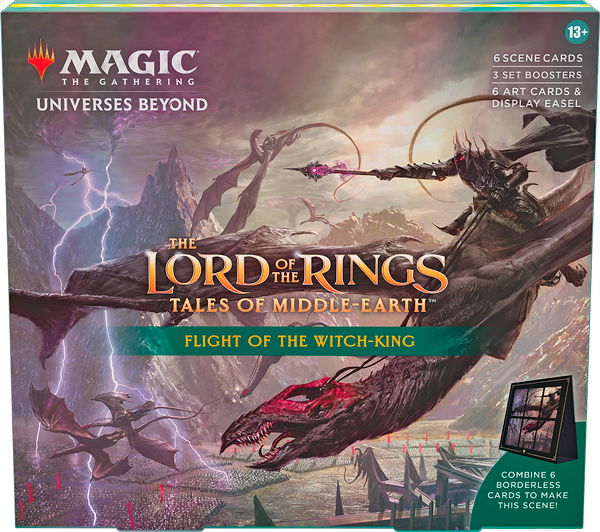 MAGIC
THE GATHERING
UNIVERSES BEYOND
13+
6 SCENE CARDS
3 SET BOOSTERS
6 ART CARDS &
DISPLAY EASEL
THE
LORD OF THE RINGS
TALES OF MIDDLE-EARTH™
FLIGHT OF THE WITCH-KING
COMBINE 6
BORDERLESS
CARDS TO MAKE
THIS SCENE!